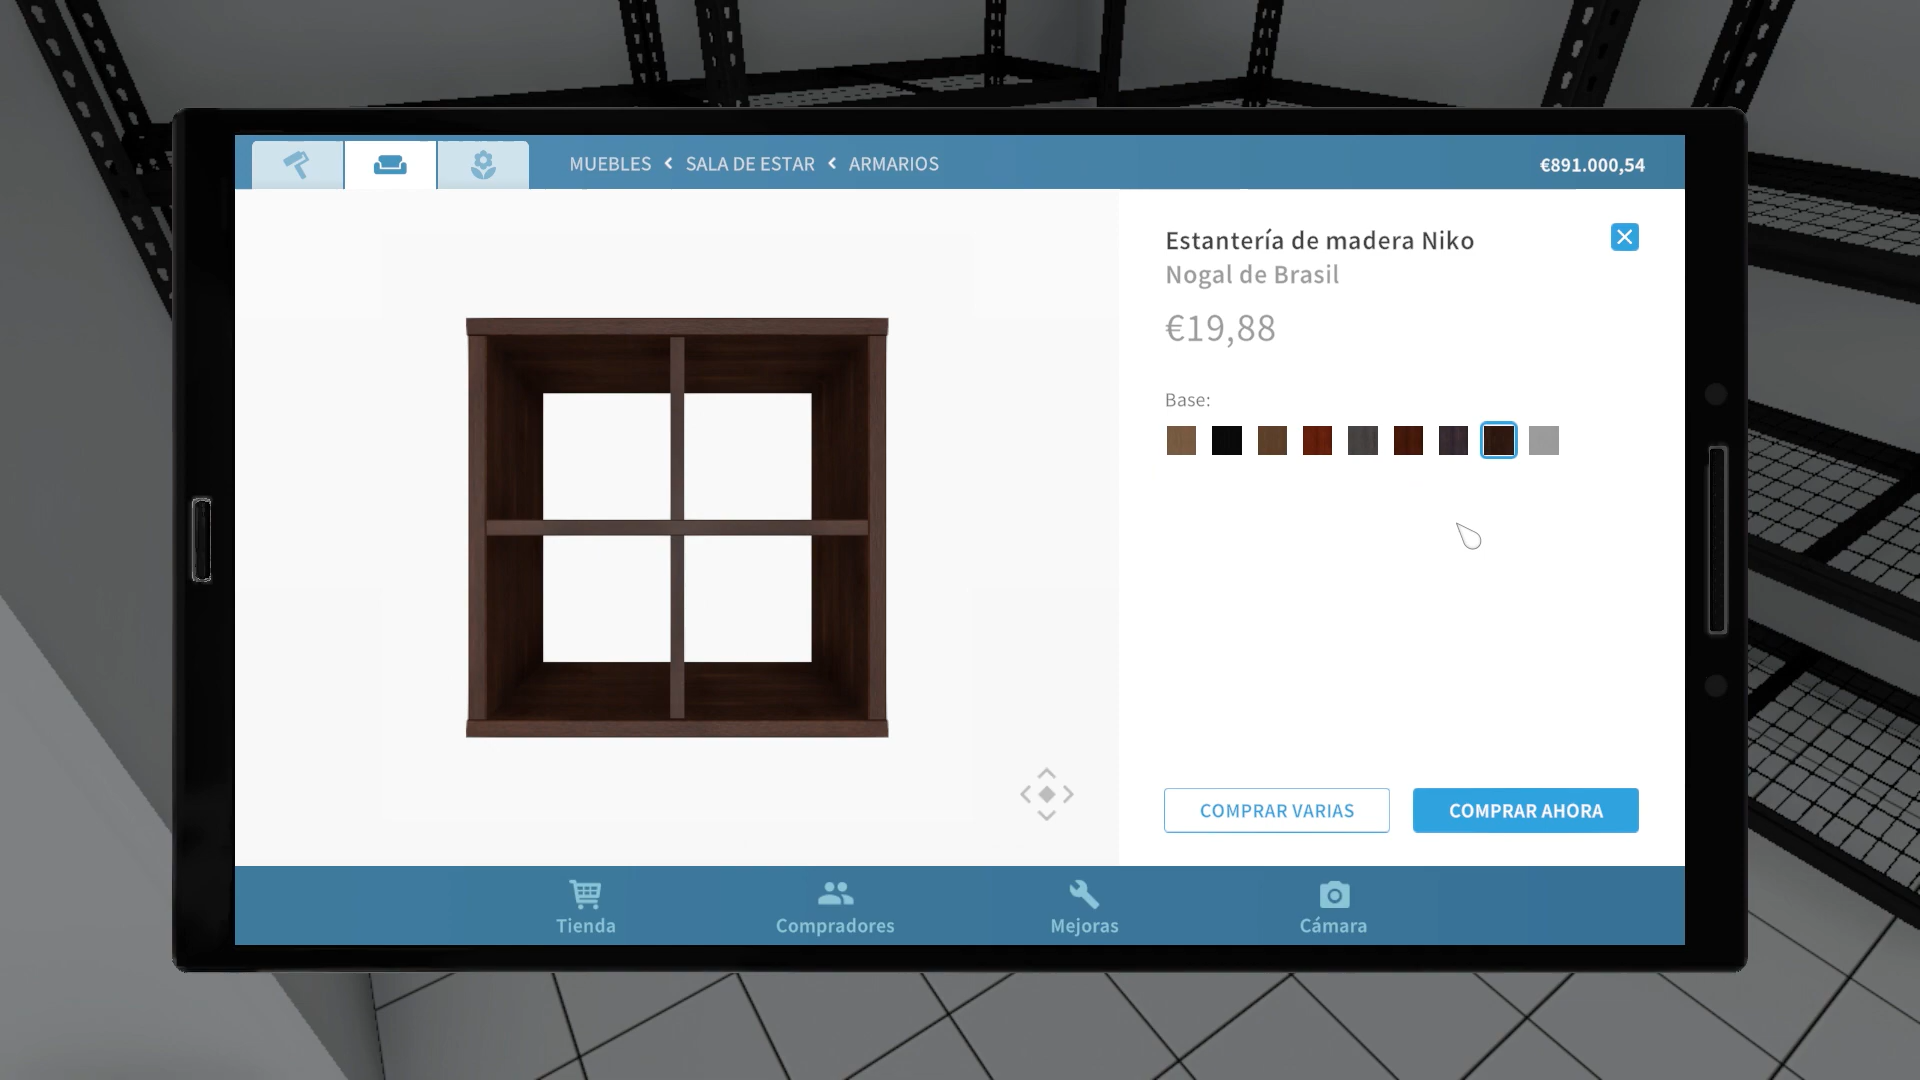 MUEBLES < SALA DE ESTAR < ARMARIOS
€891.000,54
Estantería de madera Niko
Nogal de Brasil
€19,88
Base:
COMPRAR VARIAS
COMPRAR AHORA
Tienda
Compradores
Mejoras
Cámara